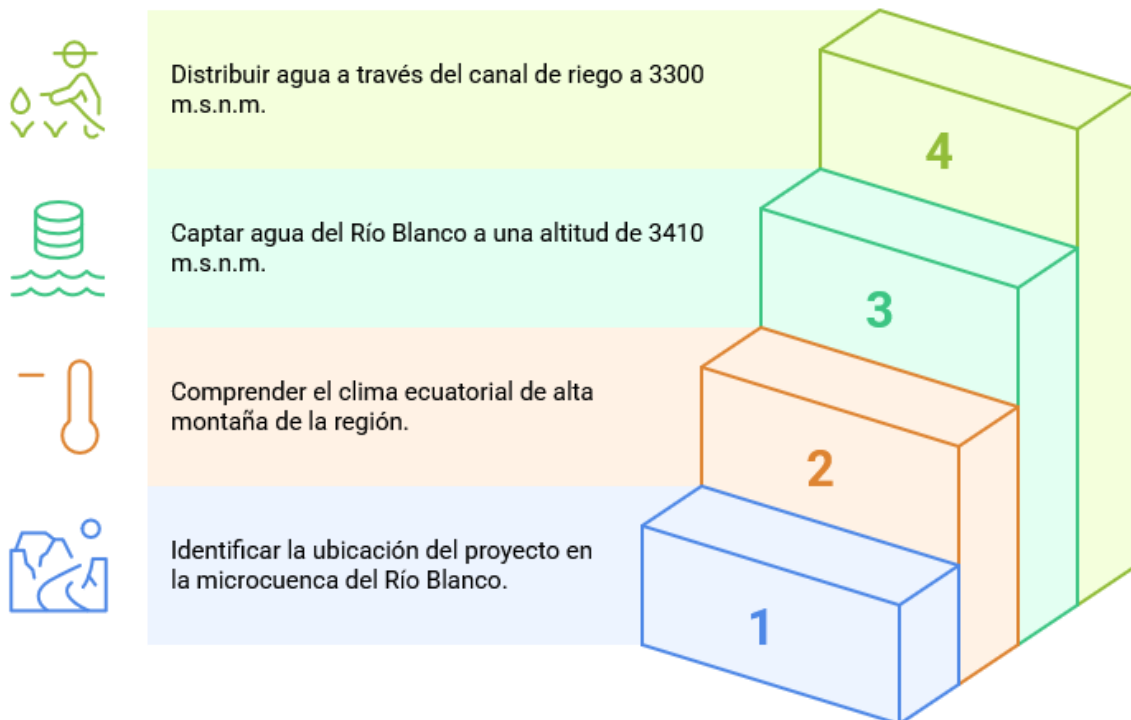 Distribuir agua a través del canal de riego a 3300
m.s.n.m.
4
Captar agua del Río Blanco a una altitud de 3410
m.s.n.m.
3
Comprender el clima ecuatorial de alta
montaña de la región.
2
Identificar la ubicación del proyecto en
la microcuenca del Río Blanco.
1